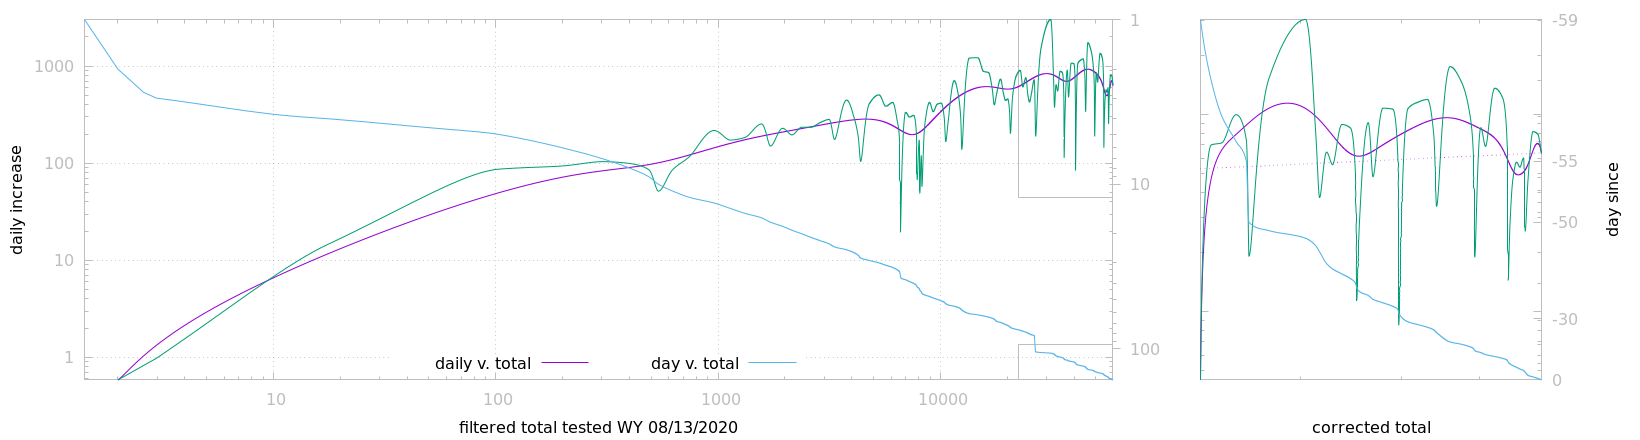 1
-59
1000
100
-55
10
-50
daily increase
day since
10
-30
1
daily v. total
day v. total
100
0
10
100
1000
10000
filtered total tested WY 08/13/2020
corrected total